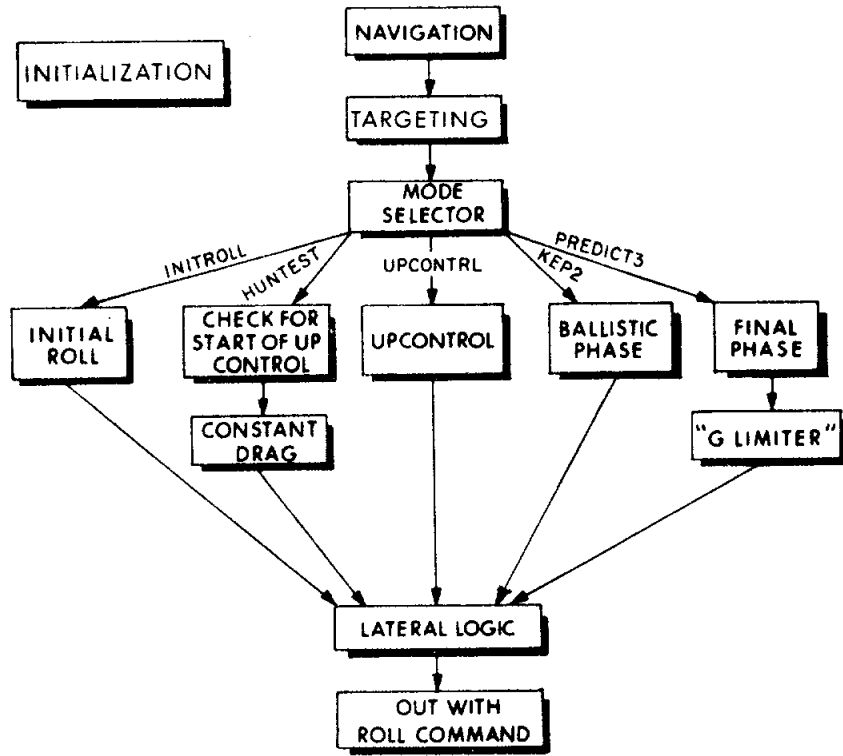 NAVIGATION
INITIALIZATION
TARGETING
MODE
SELECTOR
INITROLL
HUNTEST
UPCONTRL
KEP2
PREDICT3
INITIAL
ROLL
CHECK FOR
START OF UP
CONTROL
UPCONTROL
BALLISTIC
PHASE
FINAL
PHASE
CONSTANT
DRAG
"G LIMITER"
LATERAL LOGIC
OUT WITH
ROLL COMMAND